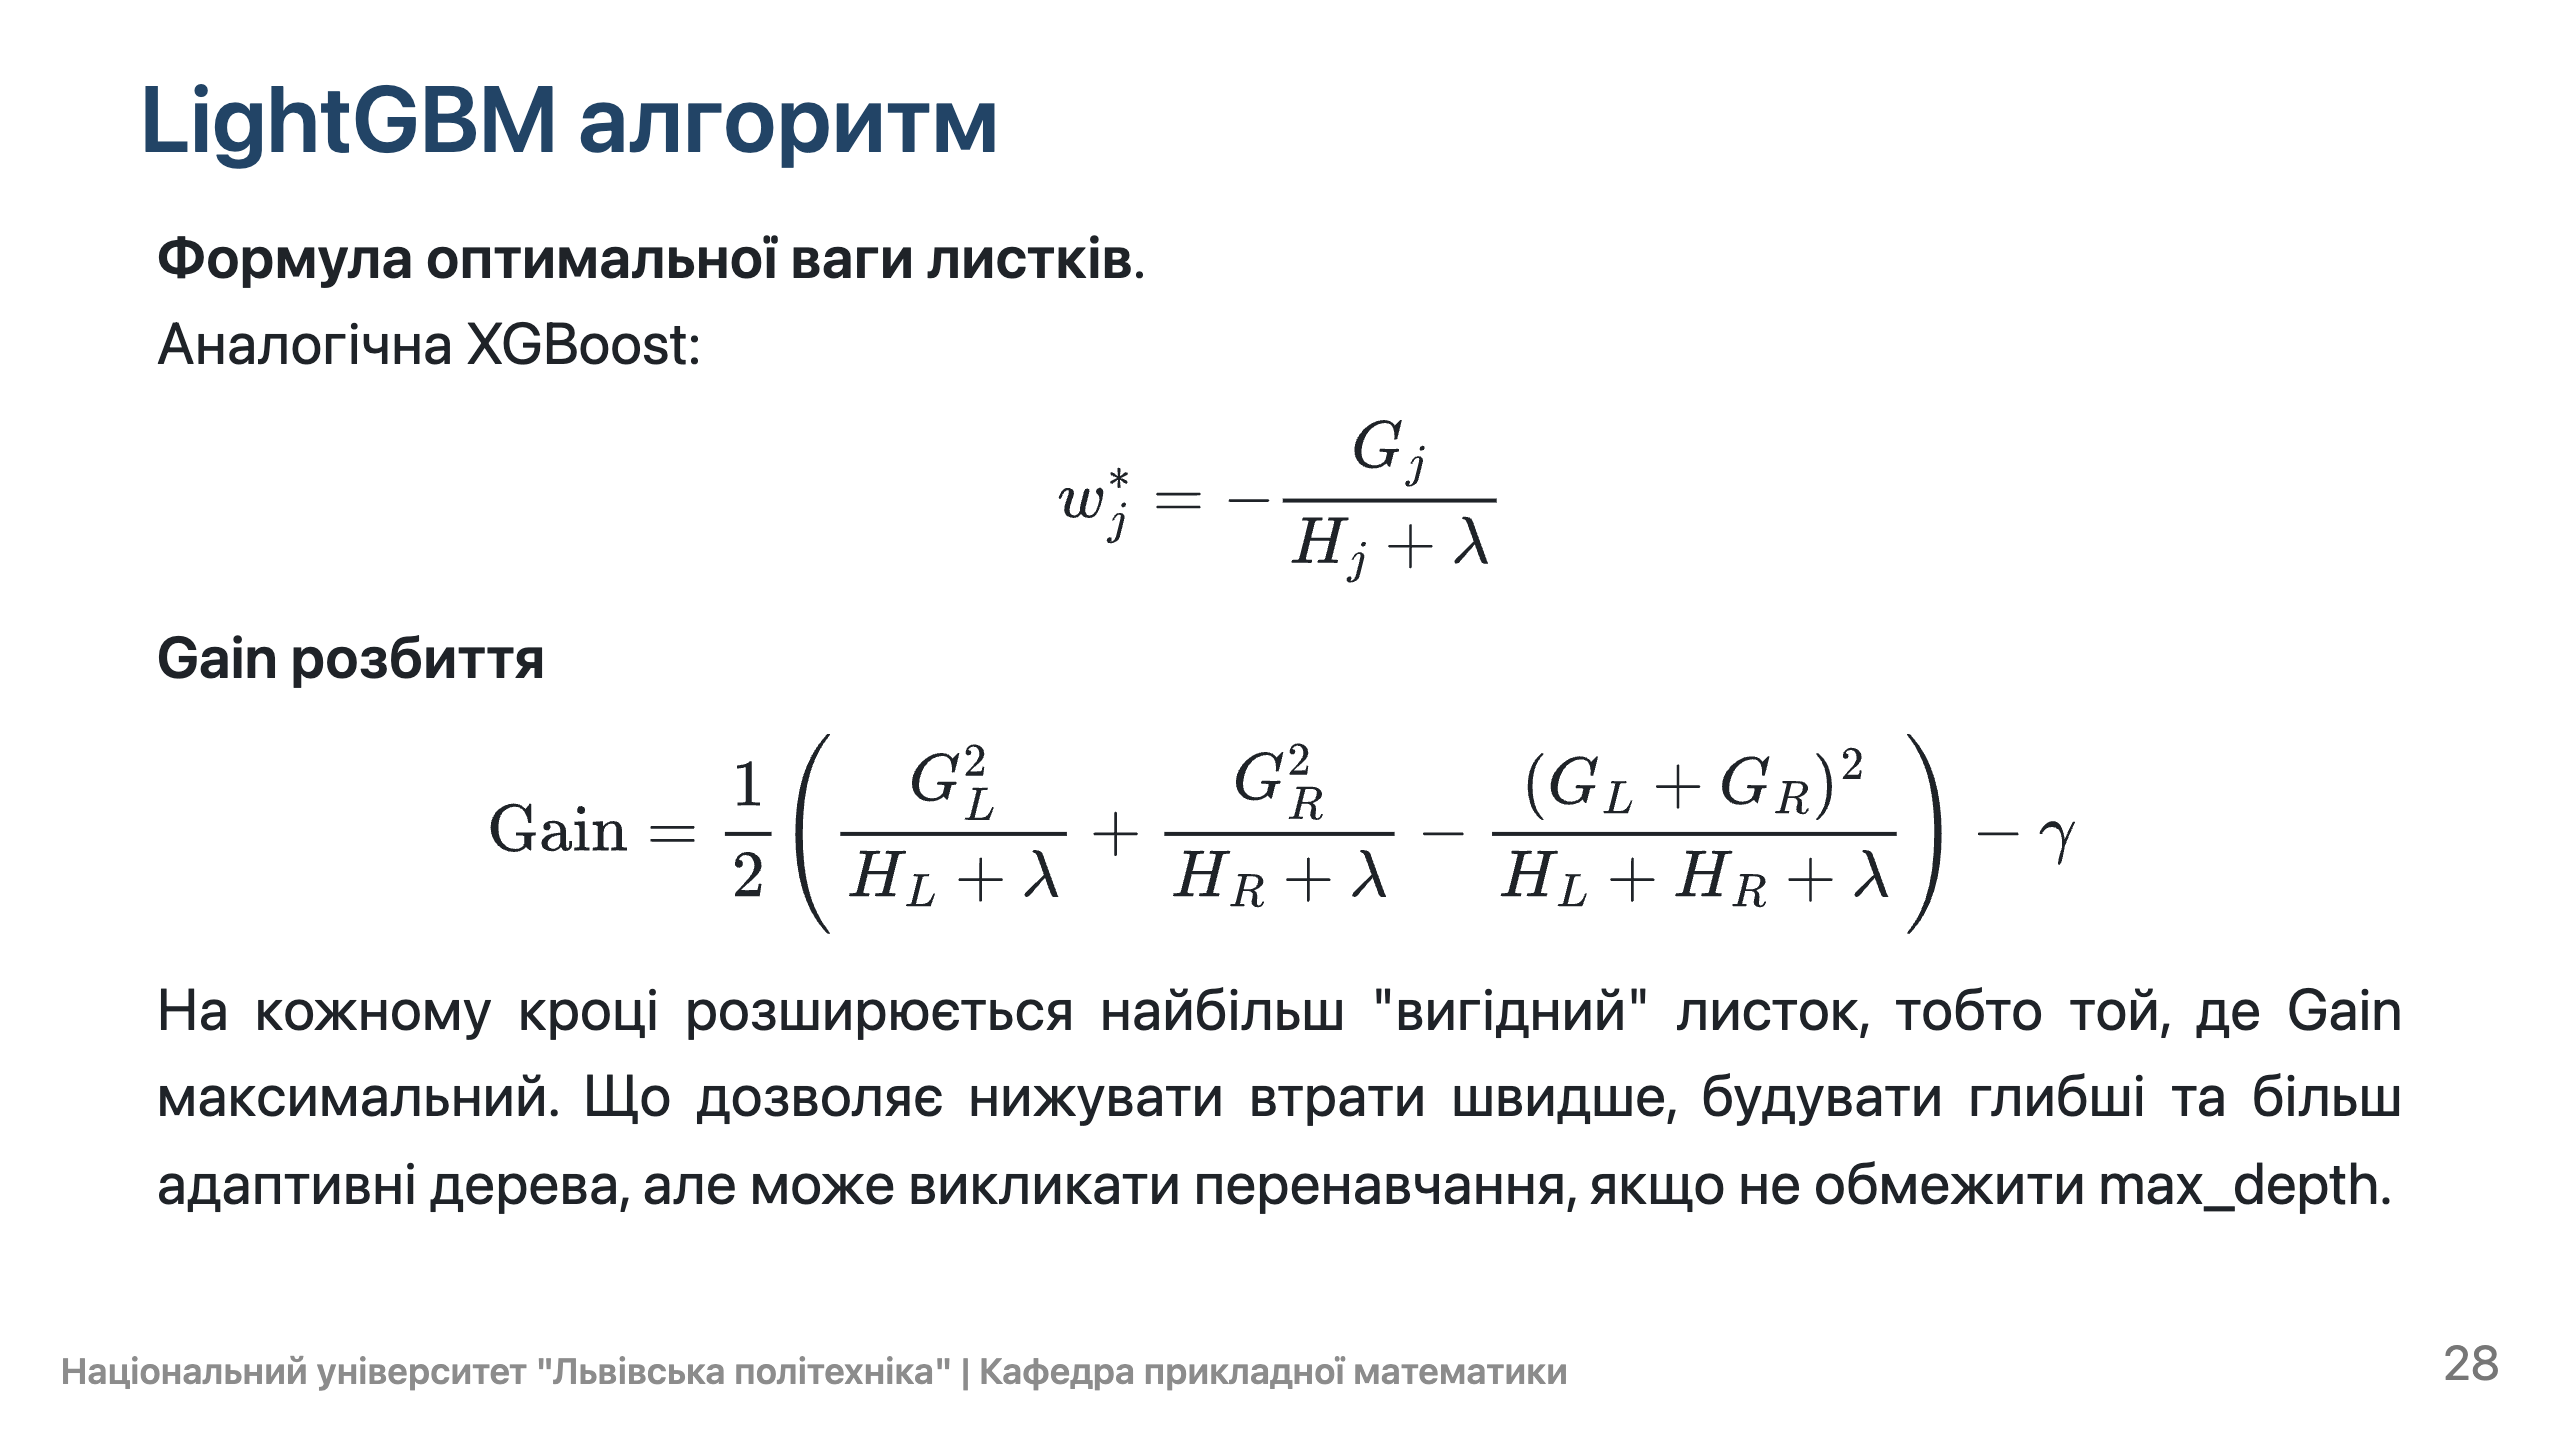 LightGBM алгоритм
Формула оптимальної ваги листків.
Аналогічна XGBoost:
$w_j^* = -\frac{G_j}{H_j + \lambda}$
Gain розбиття
$\text{Gain} = \frac{1}{2}\left(\frac{G_L^2}{H_L + \lambda} + \frac{G_R^2}{H_R + \lambda} - \frac{(G_L + G_R)^2}{H_L + H_R + \lambda}\right) - \gamma$
На кожному кроці розширюється найбільш "вигідний" листок, тобто той, де Gain
максимальний. Що дозволяє нижувати втрати швидше, будувати глибші та більш
адаптивні дерева, але може викликати перенавчання, якщо не обмежити max_depth.
Національний університет "Львівська політехніка" | Кафедра прикладної математики
28